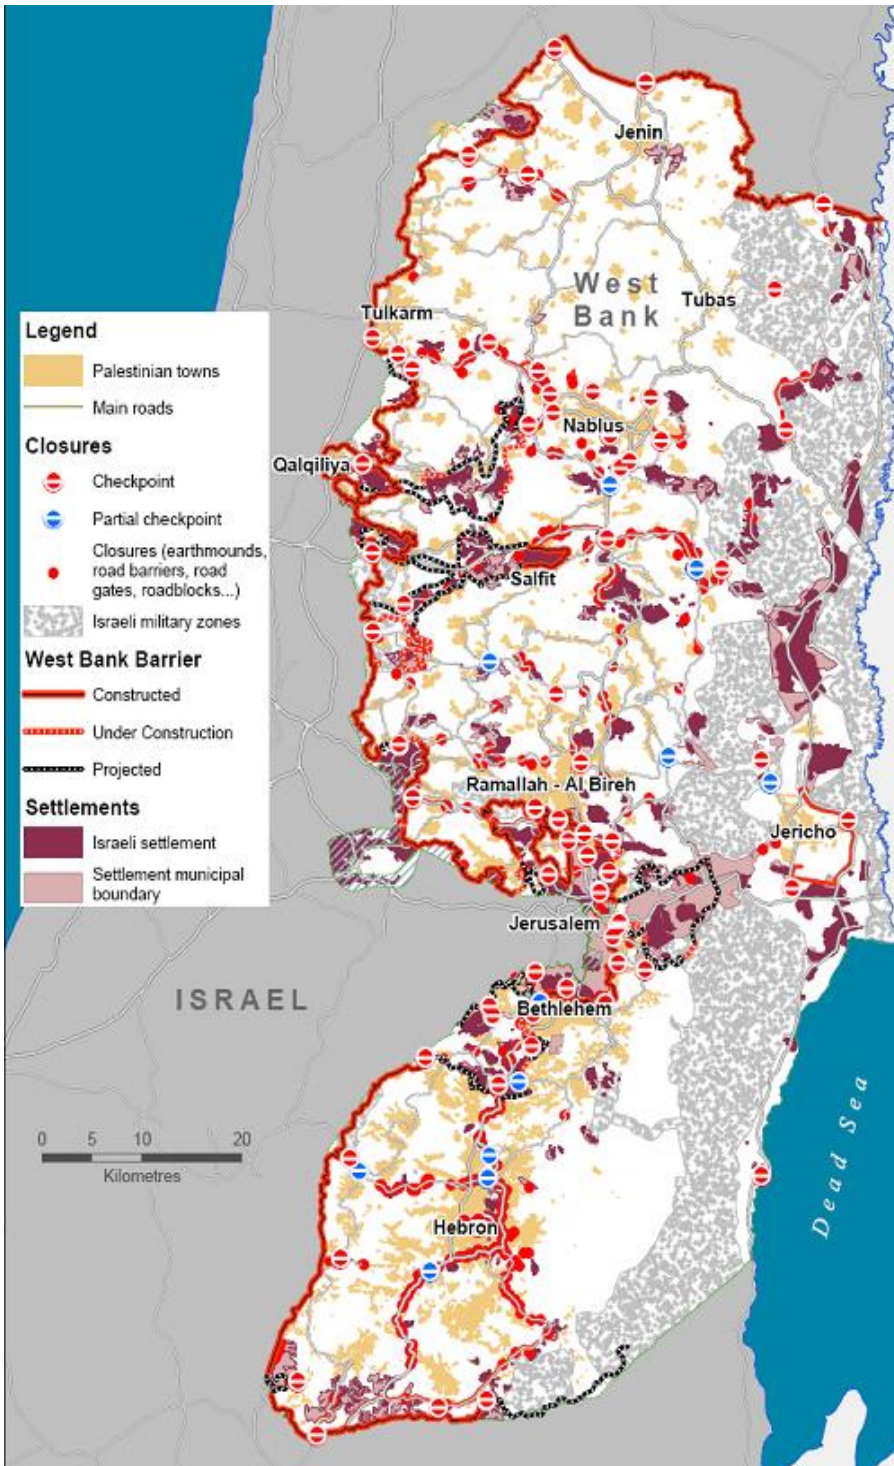 Jenin
West
Bank
Tubas
Tulkarm
Legend
Palestinian towns
Main roads
Closures
Checkpoint
Partial checkpoint
Closures (earthmounds,
road barriers, road
gates, roadblocks...)
Israeli military zones
West Bank Barrier
Constructed
Under Construction
Projected
Settlements
Israeli settlement
Settlement municipal
boundary
Nablus
Qalqiliya
Salfit
Ramallah - Al Bireh
Jericho
Jerusalem
ISRAEL
Bethlehem
0 5 10 20
Kilometres
Hebron
Dead Sea